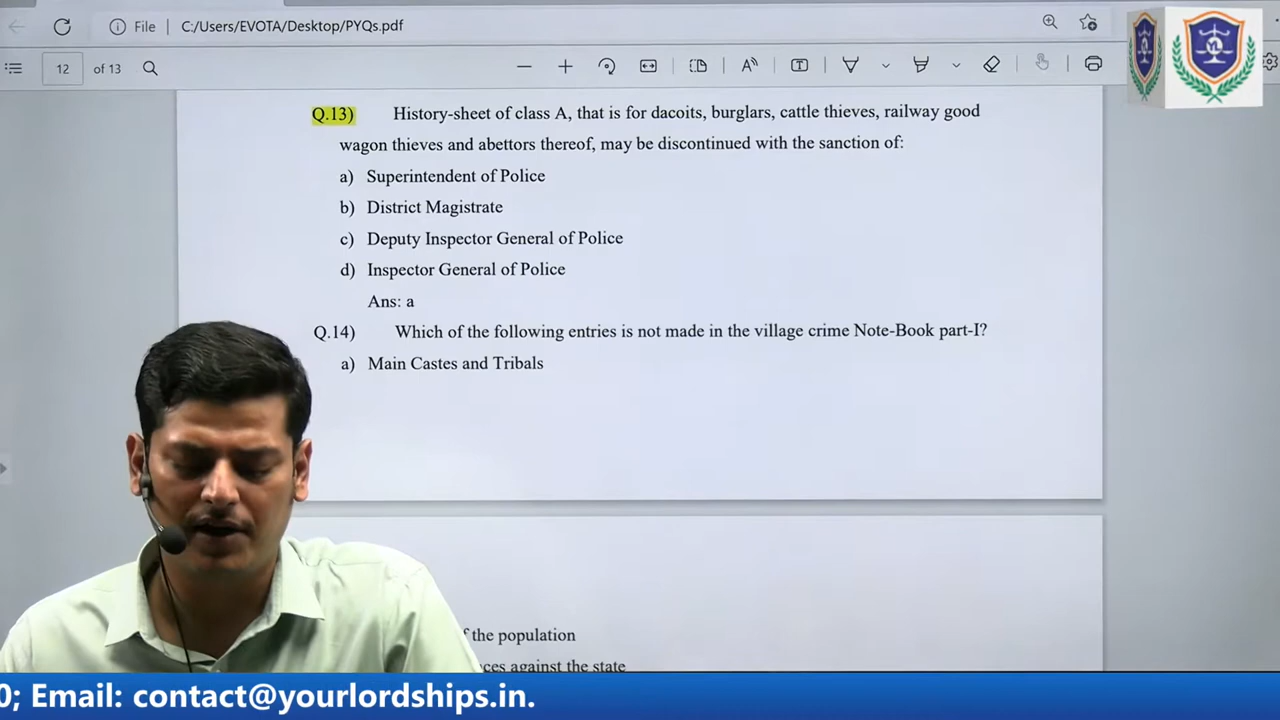 File
C:/Users/EVOTA/Desktop/PYQs.pdf
12 of 13
Q.13) History-sheet of class A, that is for dacoits, burglars, cattle thieves, railway good
wagon thieves and abettors thereof, may be discontinued with the sanction of:
a) Superintendent of Police
b) District Magistrate
c) Deputy Inspector General of Police
d) Inspector General of Police
Ans: a
Q.14) Which of the following entries is not made in the village crime Note-Book part-I?
a) Main Castes and Tribals
the population
against the state
0; Email: contact@yourlordships.in.